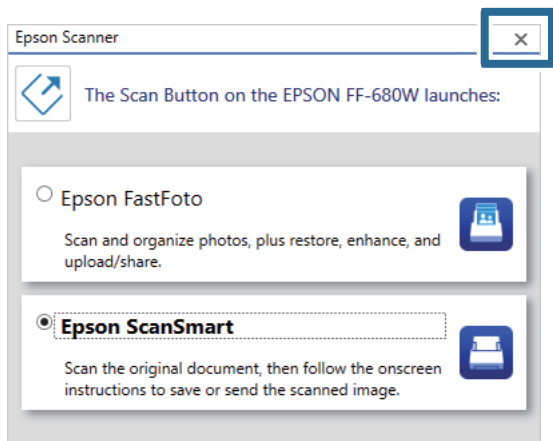 Epson Scanner
The Scan Button on the EPSON FF-680W launches:
Epson FastFoto
Scan and organize photos, plus restore, enhance, and
upload/share.
Epson ScanSmart
Scan the original document, then follow the onscreen
instructions to save or send the scanned image.